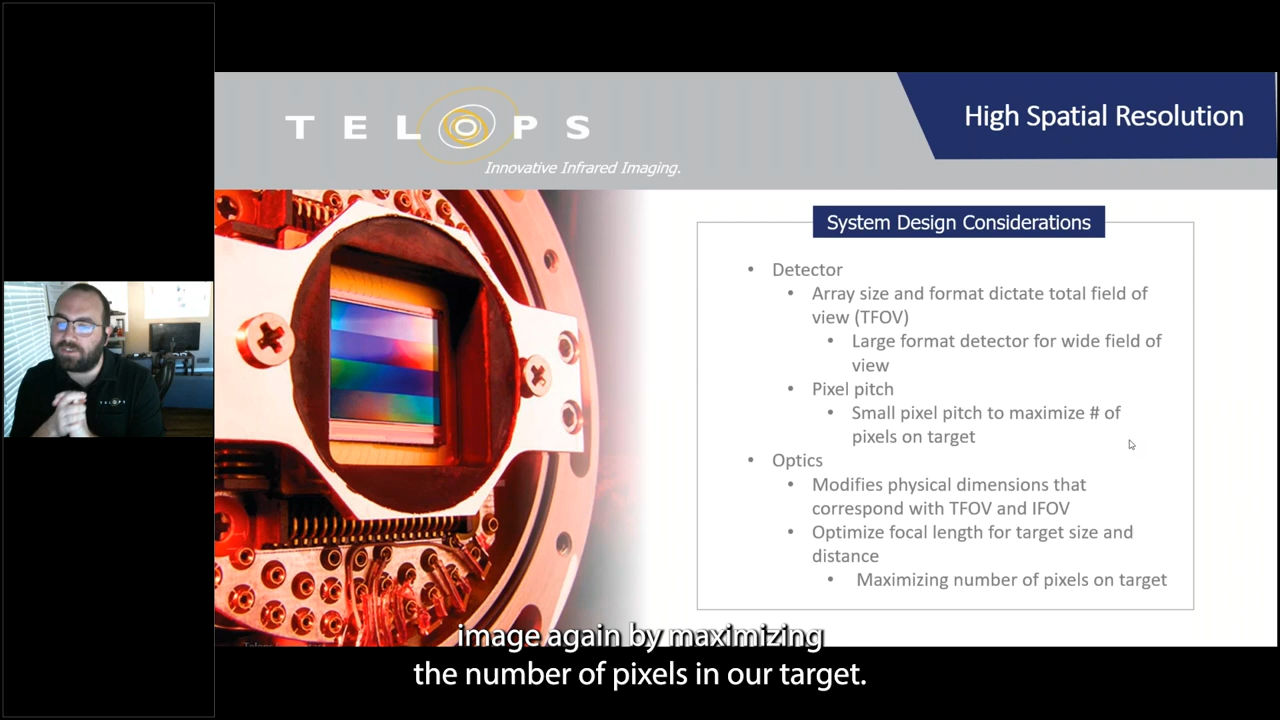 TELOPS
Innovative Infrared Imaging.
High Spatial Resolution
System Design Considerations
• Detector
• Array size and format dictate total field of
view (TFOV)
• Large format detector for wide field of
view
• Pixel pitch
• Small pixel pitch to maximize # of
pixels on target
• Optics
• Modifies physical dimensions that
correspond with TFOV and IFOV
• Optimize focal length for target size and
distance
• Maximizing number of pixels on target
TELOPS
image again by maximizing
the number of pixels in our target.